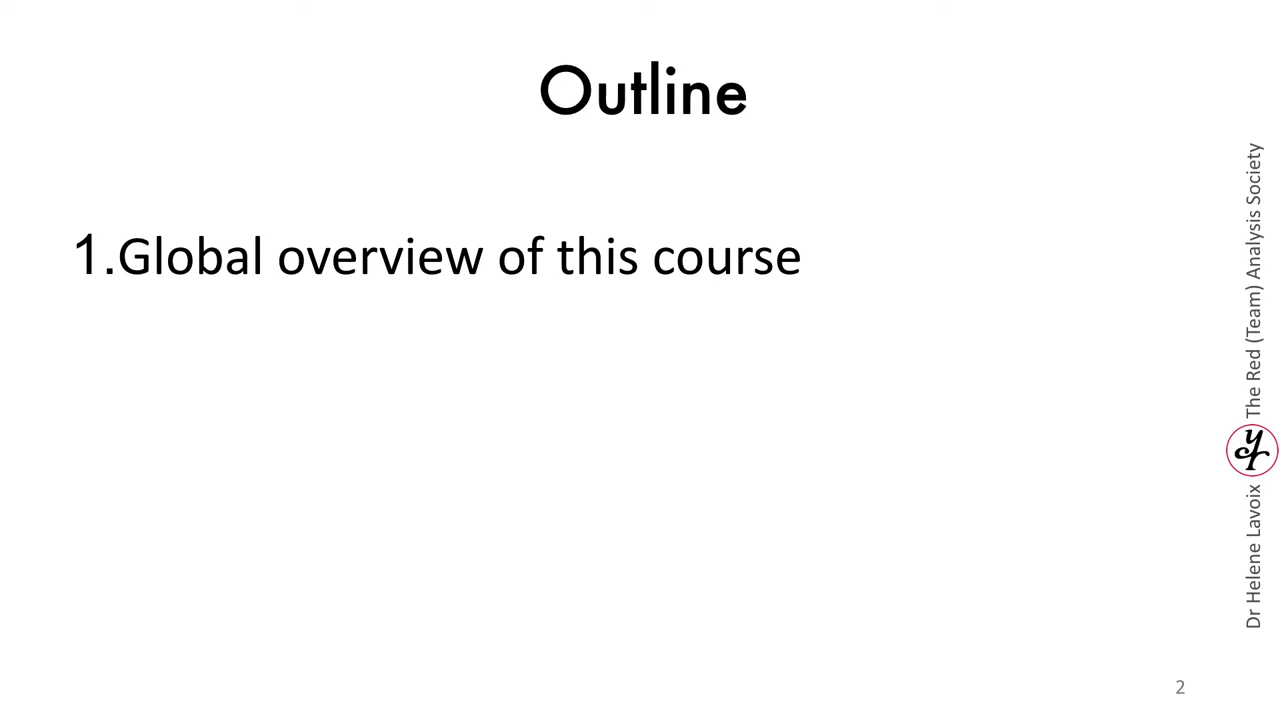 Outline
1.Global overview of this course
Dr Helene Lavoix
The Red (Team) Analysis Society
2